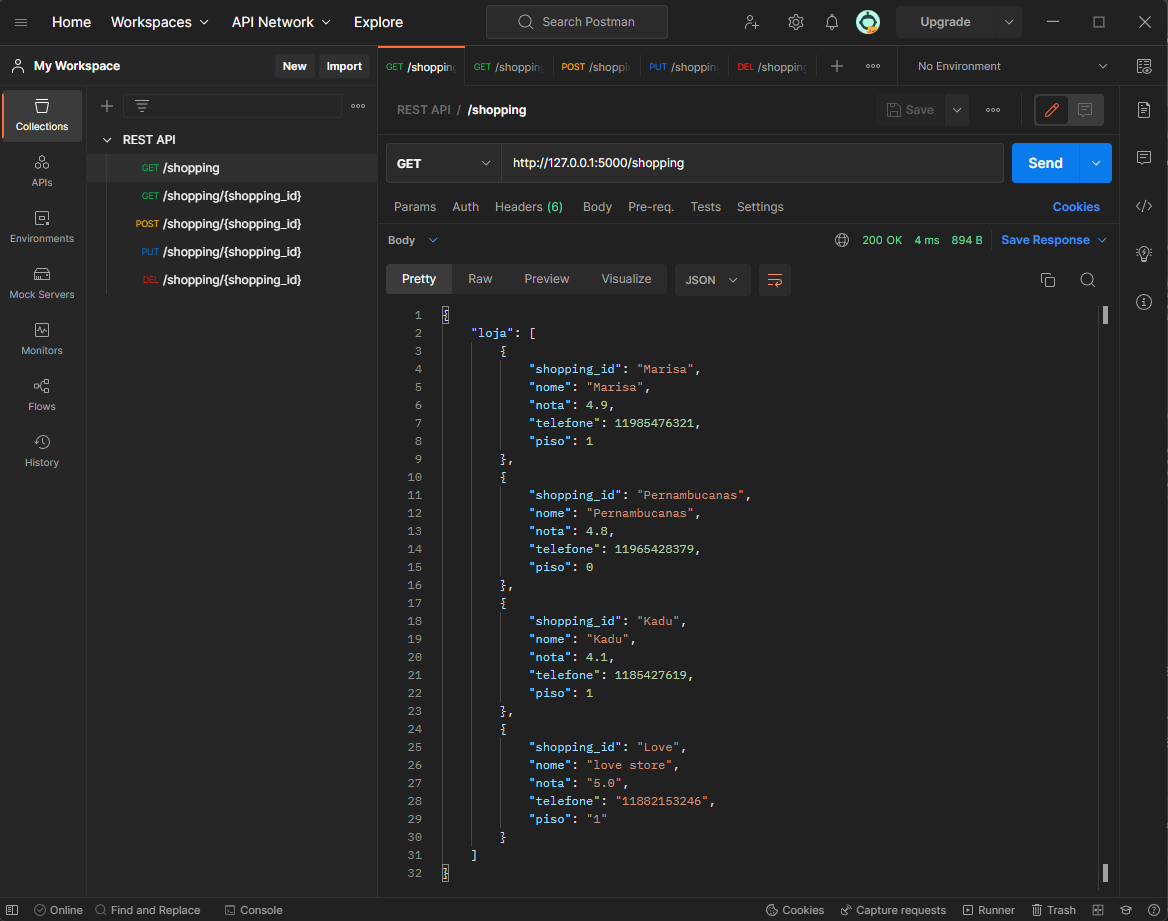 Home Workspaces API Network Explore Search Postman Upgrade
My Workspace New Import GET /shopping GET /shopping POST /shoppi PUT /shoppin DEL /shopping No Environment
Collections
APIs
Environments
Mock Servers
Monitors
Flows
History
REST API
GET /shopping
GET /shopping/{shopping_id}
POST /shopping/{shopping_id}
PUT /shopping/{shopping_id}
DEL /shopping/{shopping_id}
REST API / /shopping Save
GET http://127.0.0.1:5000/shopping Send
Params Auth Headers (6) Body Pre-req. Tests Settings Cookies
Body 200 OK 4 ms 894 B Save Response
Pretty Raw Preview Visualize JSON
1 {
2 "loja": [
3 {
4 "shopping_id": "Marisa",
5 "nome": "Marisa",
6 "nota": 4.9,
7 "telefone": 11985476321,
8 "piso": 1
9 },
10 {
11 "shopping_id": "Pernambucanas",
12 "nome": "Pernambucanas",
13 "nota": 4.8,
14 "telefone": 11965428379,
15 "piso": 0
16 },
17 {
18 "shopping_id": "Kadu",
19 "nome": "Kadu",
20 "nota": 4.1,
21 "telefone": 1185427619,
22 "piso": 1
23 },
24 {
25 "shopping_id": "Love",
26 "nome": "love store",
27 "nota": "5.0",
28 "telefone": "11882153246",
29 "piso": "1"
30 }
31 ]
32 }
Online Find and Replace Console Cookies Capture requests Runner Trash